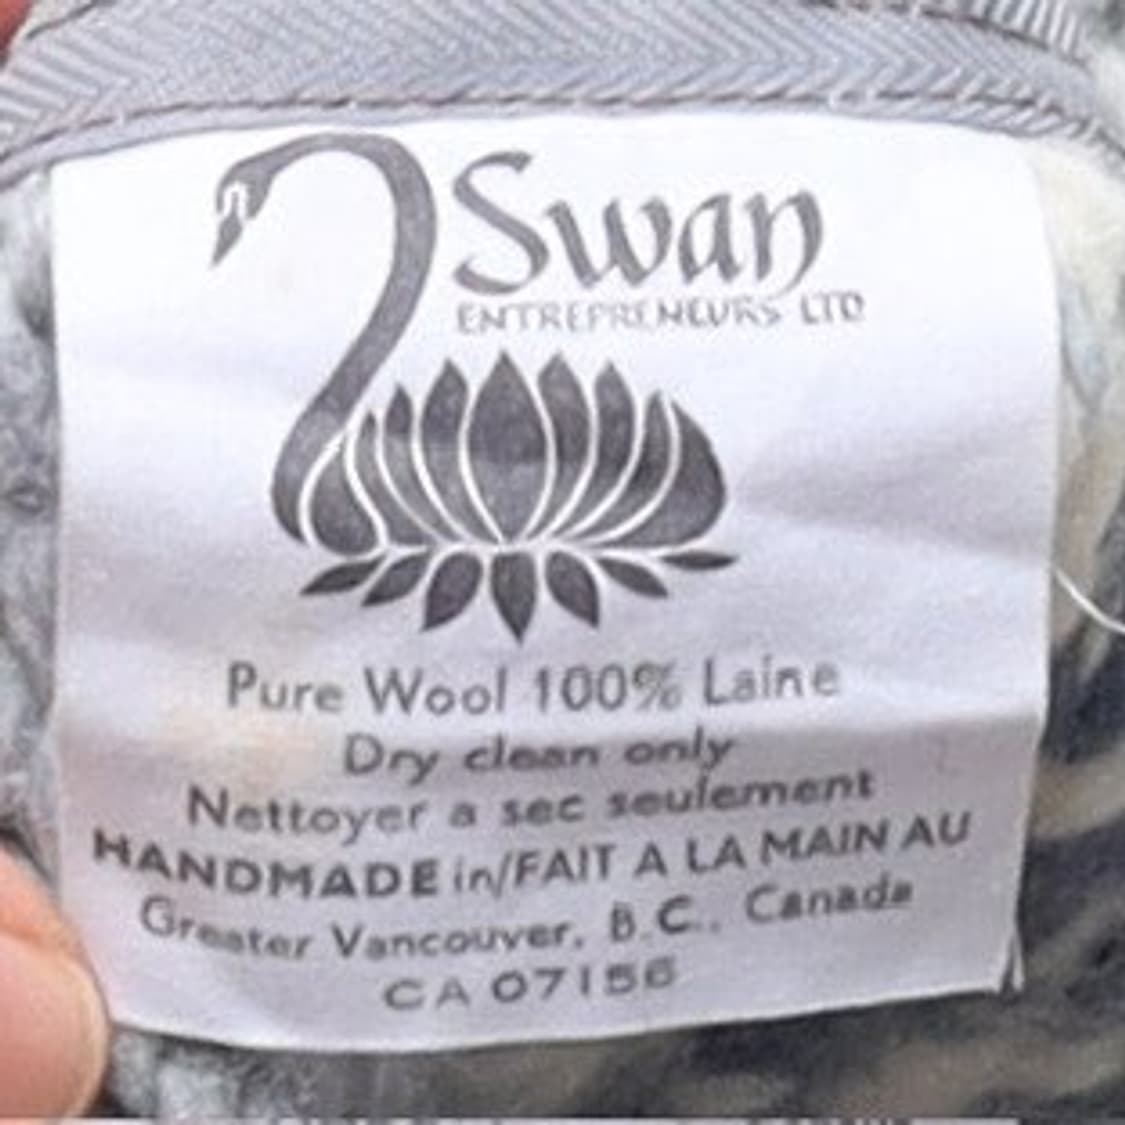 Swan
ENTREPRENEURS LTD
Pure Wool 100% Laine
Dry clean only
Nettoyer a sec seulement
HANDMADE in/FAIT A LA MAIN AU
Greater Vancouver, B.C., Canada
CA 07156